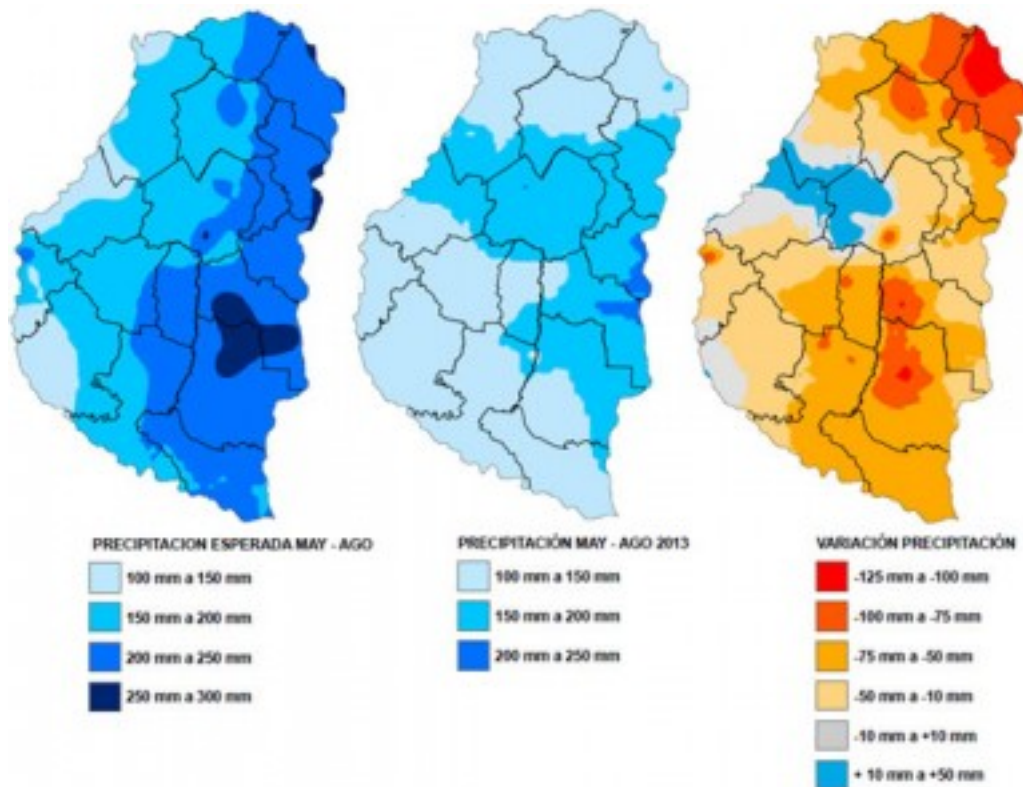 PRECIPITACION ESPERADA MAY - AGO
100 mm a 150 mm
150 mm a 200 mm
200 mm a 250 mm
250 mm a 300 mm
PRECIPITACIÓN MAY - AGO 2013
100 mm a 150 mm
150 mm a 200 mm
200 mm a 250 mm
VARIACIÓN PRECIPITACIÓN
-125 mm a -100 mm
-100 mm a -75 mm
-75 mm a -50 mm
-50 mm a -10 mm
-10 mm a +10 mm
+ 10 mm a +50 mm